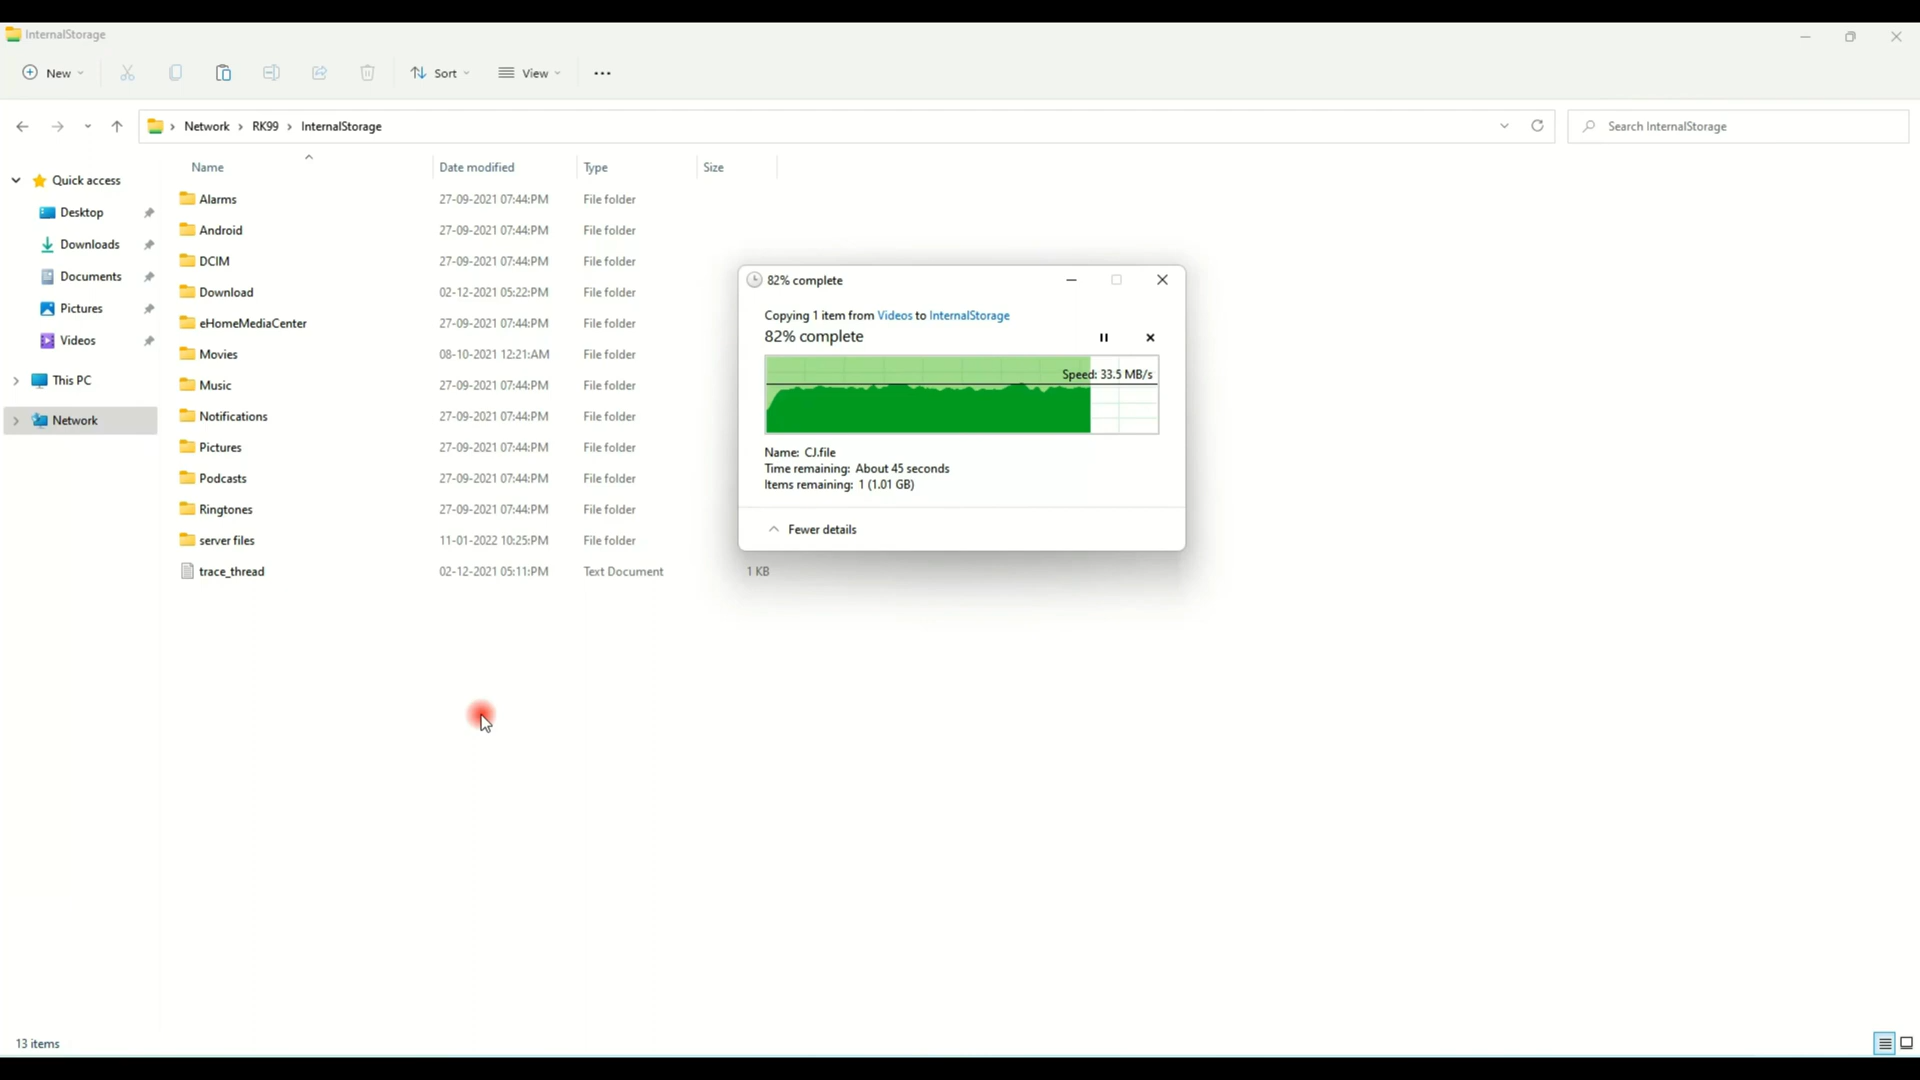 InternalStorage
New
Sort
View
Network > RK99 > InternalStorage
Search InternalStorage
Name
Date modified
Type
Size
Quick access
Desktop
Downloads
Documents
Pictures
Videos
This PC
Network
Alarms 27-09-2021 07:44:PM File folder
Android 27-09-2021 07:44:PM File folder
DCIM 27-09-2021 07:44:PM File folder
Download 02-12-2021 05:22:PM File folder
eHomeMediaCenter 27-09-2021 07:44:PM File folder
Movies 08-10-2021 12:21:AM File folder
Music 27-09-2021 07:44:PM File folder
Notifications 27-09-2021 07:44:PM File folder
Pictures 27-09-2021 07:44:PM File folder
Podcasts 27-09-2021 07:44:PM File folder
Ringtones 27-09-2021 07:44:PM File folder
server files 11-01-2022 10:25:PM File folder
trace_thread 02-12-2021 05:11:PM Text Document 1 KB
82% complete
Copying 1 item from Videos to InternalStorage
82% complete
Speed: 33.5 MB/s
Name: CJ.file
Time remaining: About 45 seconds
Items remaining: 1 (1.01 GB)
Fewer details
13 items